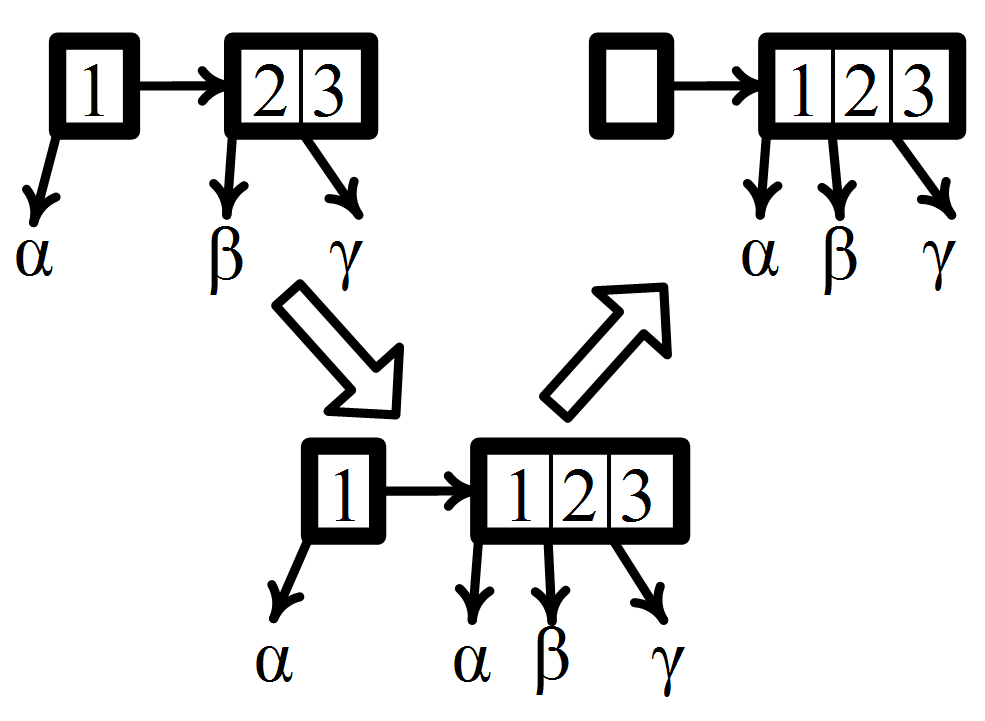 1 2 3
α β γ
1 2 3
α β γ
1 1 2 3
α α β γ